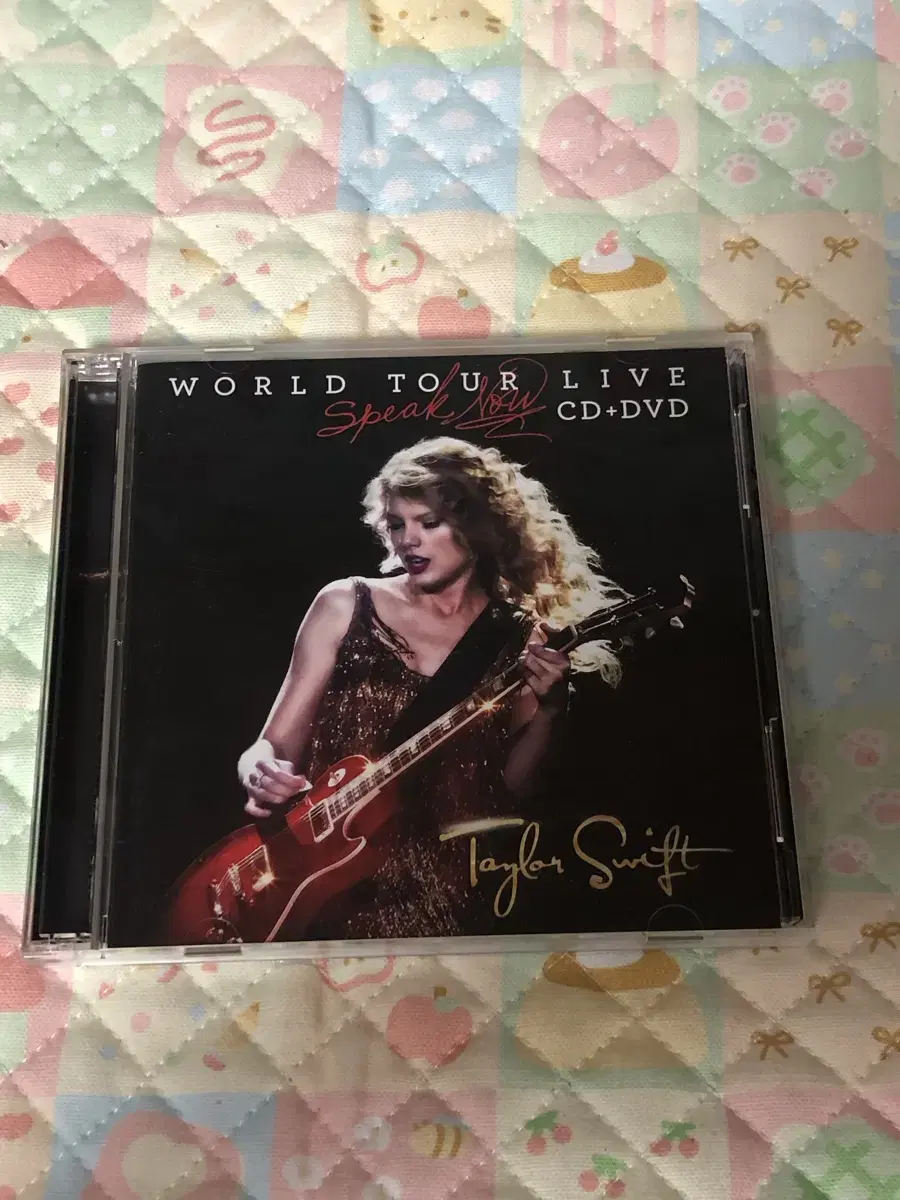 WORLD TOUR LIVE
Speak Now CD+DVD
Taylor Swift